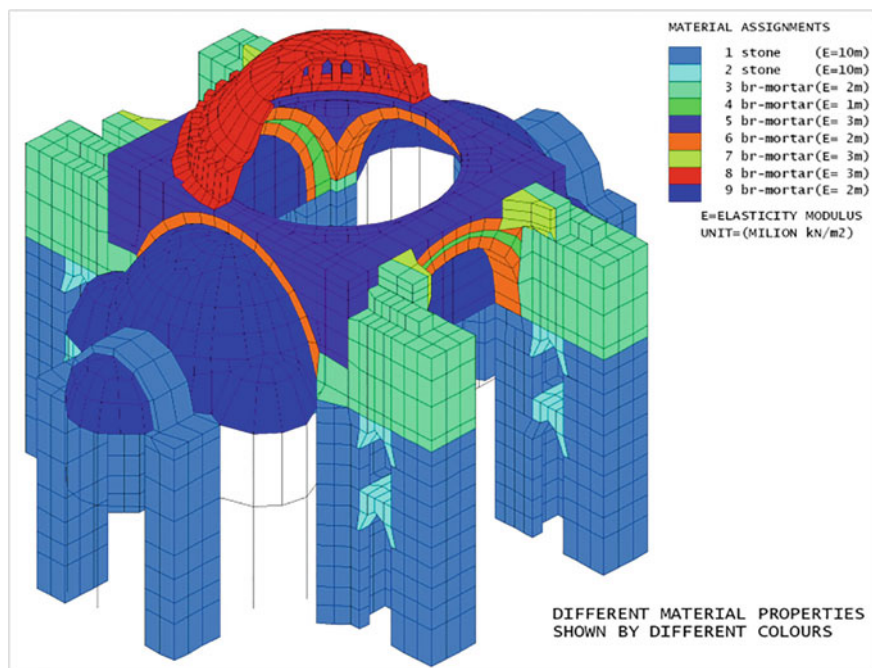 MATERIAL ASSIGNMENTS
1 stone (E=10m)
2 stone (E=10m)
3 br-mortar(E= 2m)
4 br-mortar(E= 1m)
5 br-mortar(E= 3m)
6 br-mortar(E= 2m)
7 br-mortar(E= 3m)
8 br-mortar(E= 3m)
9 br-mortar(E= 2m)
E=ELASTICITY MODULUS
UNIT=(MILION kN/m2)
DIFFERENT MATERIAL PROPERTIES
SHOWN BY DIFFERENT COLOURS